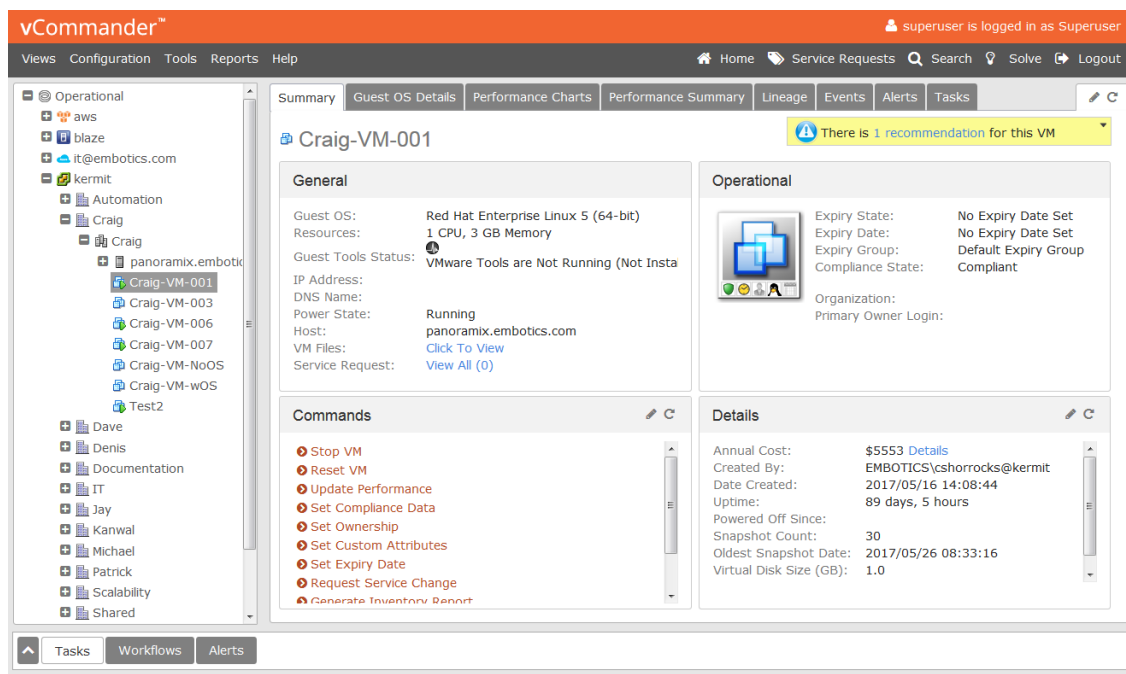 vCommander™
superuser is logged in as Superuser
Views Configuration Tools Reports Help
Home Service Requests Search Solve Logout
Operational
aws
blaze
it@embotics.com
kermit
Automation
Craig
Craig
panoramix.embotic
Craig-VM-001
Craig-VM-003
Craig-VM-006
Craig-VM-007
Craig-VM-NoOS
Craig-VM-wOS
Test2
Dave
Denis
Documentation
IT
Jay
Kanwal
Michael
Patrick
Scalability
Shared
Summary Guest OS Details Performance Charts Performance Summary Lineage Events Alerts Tasks
Craig-VM-001
There is 1 recommendation for this VM
General
Guest OS: Red Hat Enterprise Linux 5 (64-bit)
Resources: 1 CPU, 3 GB Memory
Guest Tools Status: VMware Tools are Not Running (Not Insta
IP Address:
DNS Name:
Power State: Running
Host: panoramix.embotics.com
VM Files: Click To View
Service Request: View All (0)
Operational
Expiry State: No Expiry Date Set
Expiry Date: No Expiry Date Set
Expiry Group: Default Expiry Group
Compliance State: Compliant
Organization:
Primary Owner Login:
Commands
Stop VM
Reset VM
Update Performance
Set Compliance Data
Set Ownership
Set Custom Attributes
Set Expiry Date
Request Service Change
Generate Inventory Report
Details
Annual Cost: $5553 Details
Created By: EMBOTICS\cshorrocks@kermit
Date Created: 2017/05/16 14:08:44
Uptime: 89 days, 5 hours
Powered Off Since:
Snapshot Count: 30
Oldest Snapshot Date: 2017/05/26 08:33:16
Virtual Disk Size (GB): 1.0
Tasks Workflows Alerts